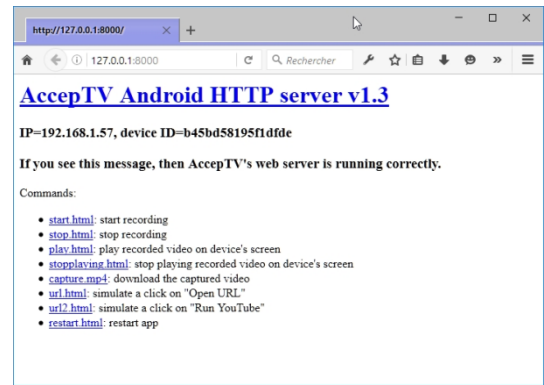 http://127.0.0.1:8000/
127.0.0.1:8000
Rechercher
AccepTV Android HTTP server v1.3
IP=192.168.1.57, device ID=b45bd58195f1dfde
If you see this message, then AccepTV's web server is running correctly.
Commands:
start.html: start recording
stop.html: stop recording
play.html: play recorded video on device's screen
stopplaying.html: stop playing recorded video on device's screen
capture.mp4: download the captured video
url.html: simulate a click on "Open URL"
url2.html: simulate a click on "Run YouTube"
restart.html: restart app